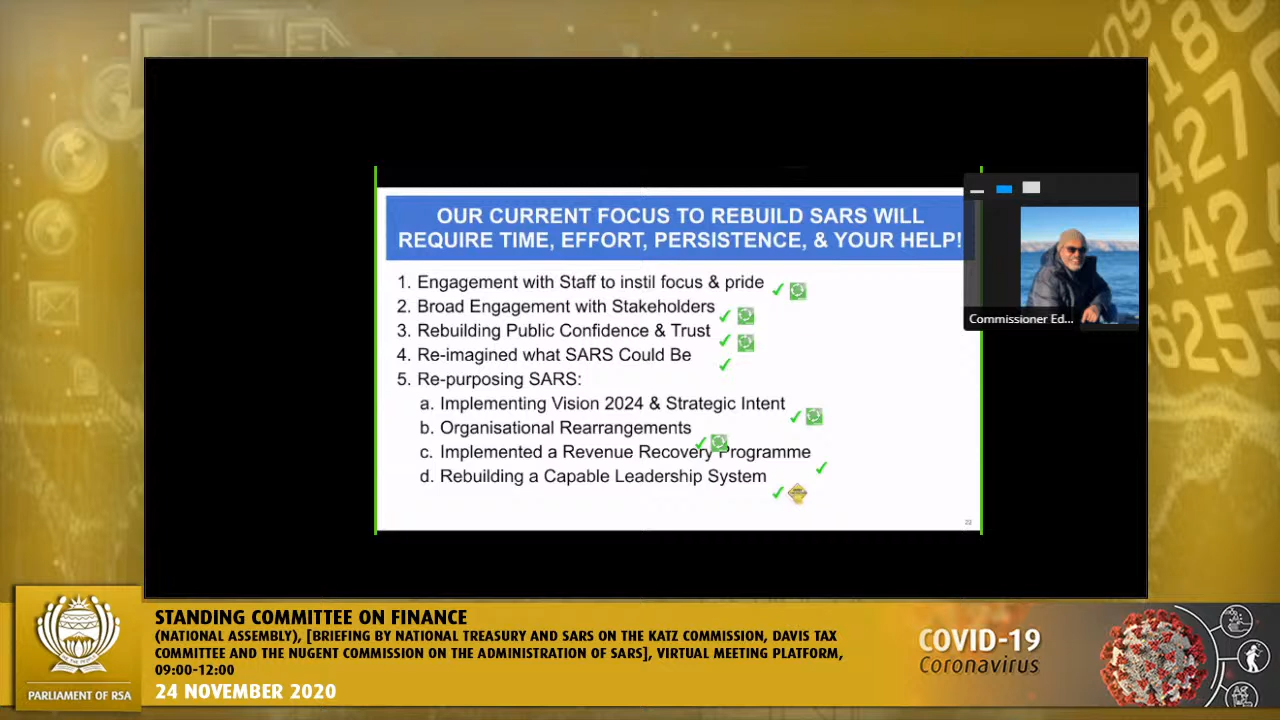 OUR CURRENT FOCUS TO REBUILD SARS WILL
REQUIRE TIME, EFFORT, PERSISTENCE, & YOUR HELP!
1. Engagement with Staff to instil focus & pride
2. Broad Engagement with Stakeholders
3. Rebuilding Public Confidence & Trust
4. Re-imagined what SARS Could Be
5. Re-purposing SARS:
a. Implementing Vision 2024 & Strategic Intent
b. Organisational Rearrangements
c. Implemented a Revenue Recovery Programme
d. Rebuilding a Capable Leadership System
Commissioner Ed...
PARLIAMENT OF RSA
STANDING COMMITTEE ON FINANCE
(NATIONAL ASSEMBLY), [BRIEFING BY NATIONAL TREASURY AND SARS ON THE KATZ COMMISSION, DAVIS TAX
COMMITTEE AND THE NUGENT COMMISSION ON THE ADMINISTRATION OF SARS], VIRTUAL MEETING PLATFORM,
09:00-12:00
24 NOVEMBER 2020
COVID-19
Coronavirus